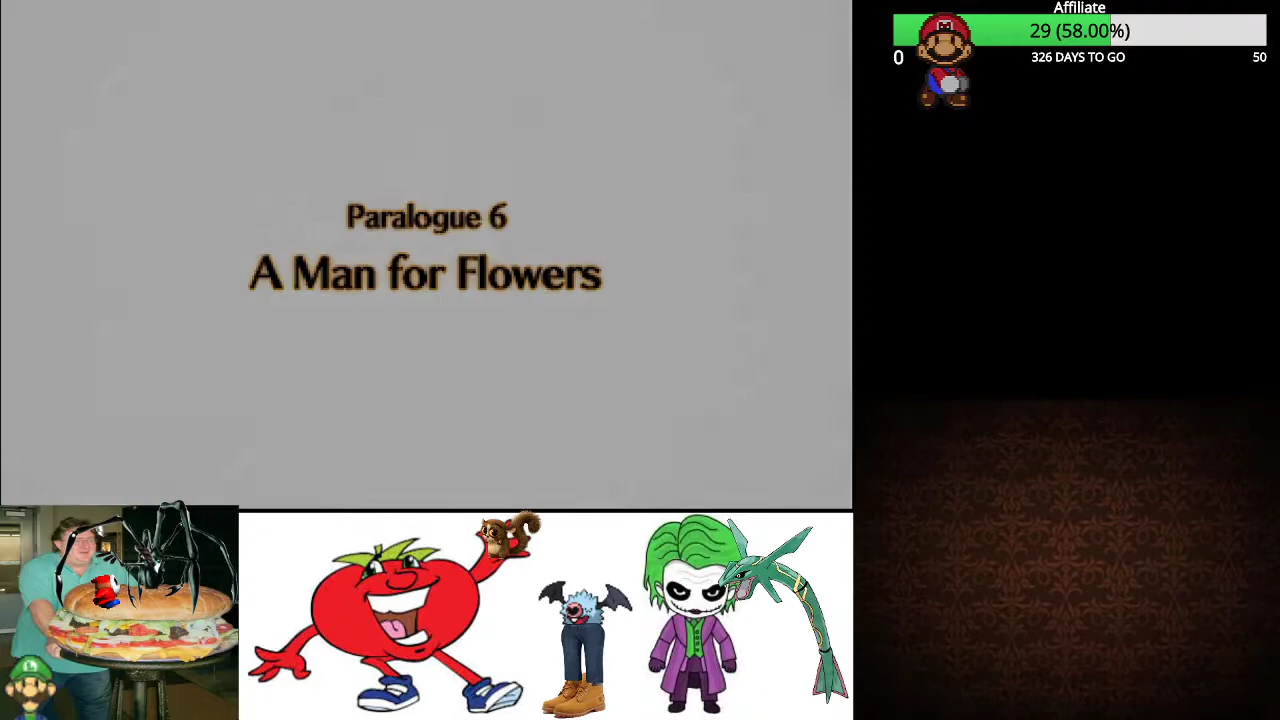 Affiliate
29 (58.00%)
0
326 DAYS TO GO
50
Paralogue 6
A Man for Flowers